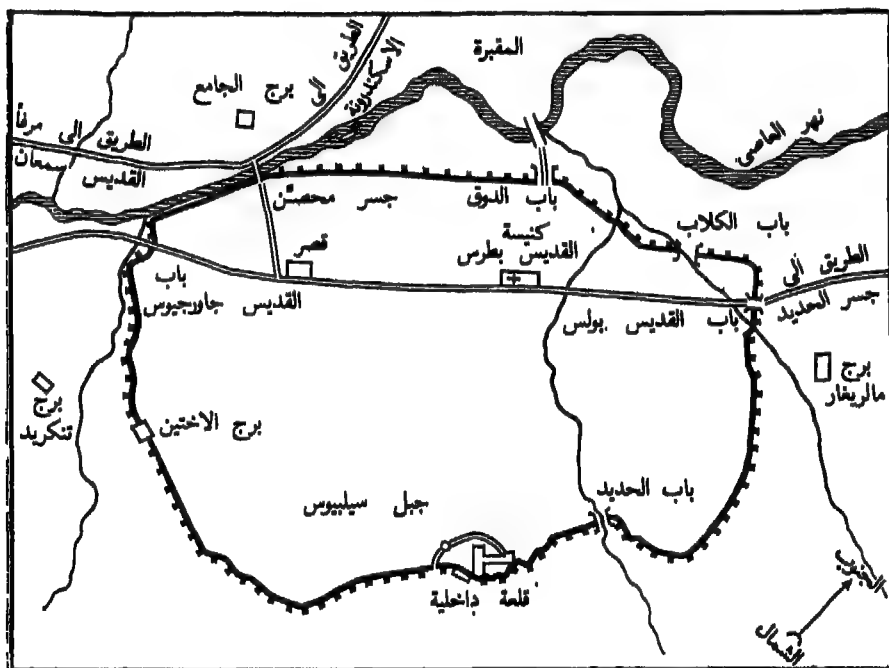 المقبرة
الطريق الى
الاسكندرونة
برج الجامع
الطريق الى مرفأ
القديس سمعان
نهر العاصي
باب الدوق
جسر محصن
باب الكلاب
كنيسة
القديس بطرس
قصر
الطريق الى
جسر الحديد
باب
القديس جاورجيوس
باب القديس بولس
برج
مالريغار
برج
تنكريد
برج الاختين
باب الحديد
جبل سيلبيوس
قلعة داخلية
الجنوب
الشمال